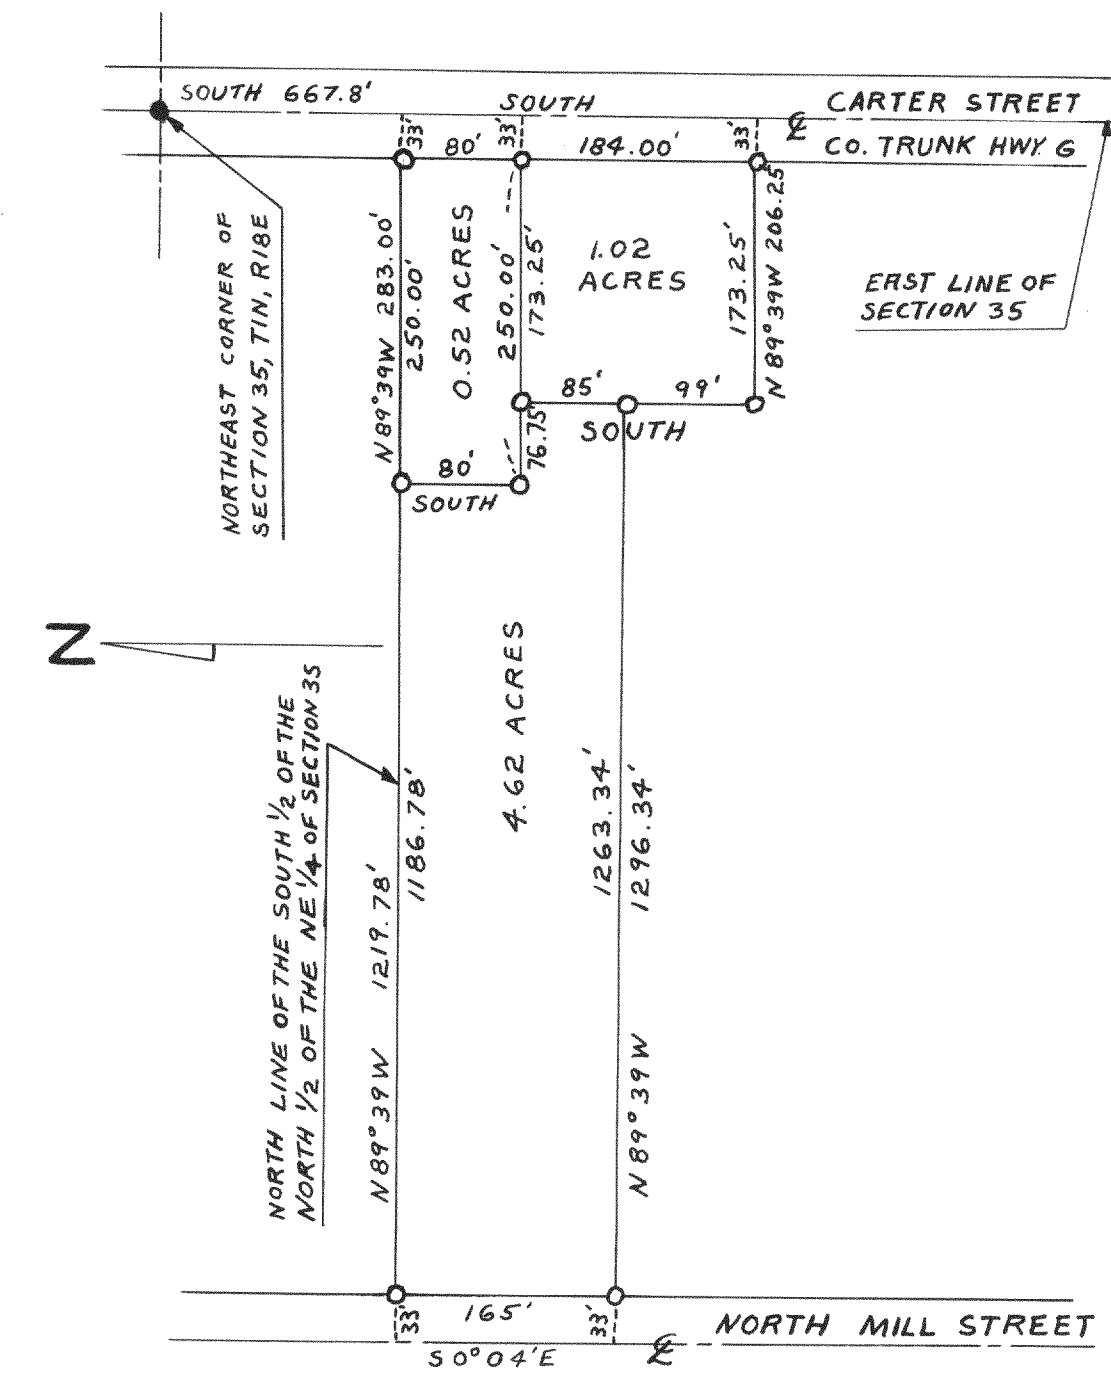 SOUTH 667.8'
SOUTH
CARTER STREET
℄
CO. TRUNK HWY. G
33'
80'
33'
184.00'
33'
NORTHEAST CORNER OF
SECTION 35, T1N, R18E
N89°39W 283.00'
250.00'
0.52 ACRES
250.00'
173.25'
1.02
ACRES
173.25'
N89°39W 206.25
EAST LINE OF
SECTION 35
85'
99'
SOUTH
76.75'
80'
SOUTH
N
NORTH LINE OF THE SOUTH 1/2 OF THE
NORTH 1/2 OF THE NE 1/4 OF SECTION 35
N89°39W 1219.78'
1186.78'
4.62 ACRES
1263.34'
N89°39W 1296.34'
33'
165'
33'
NORTH MILL STREET
S0°04'E
℄